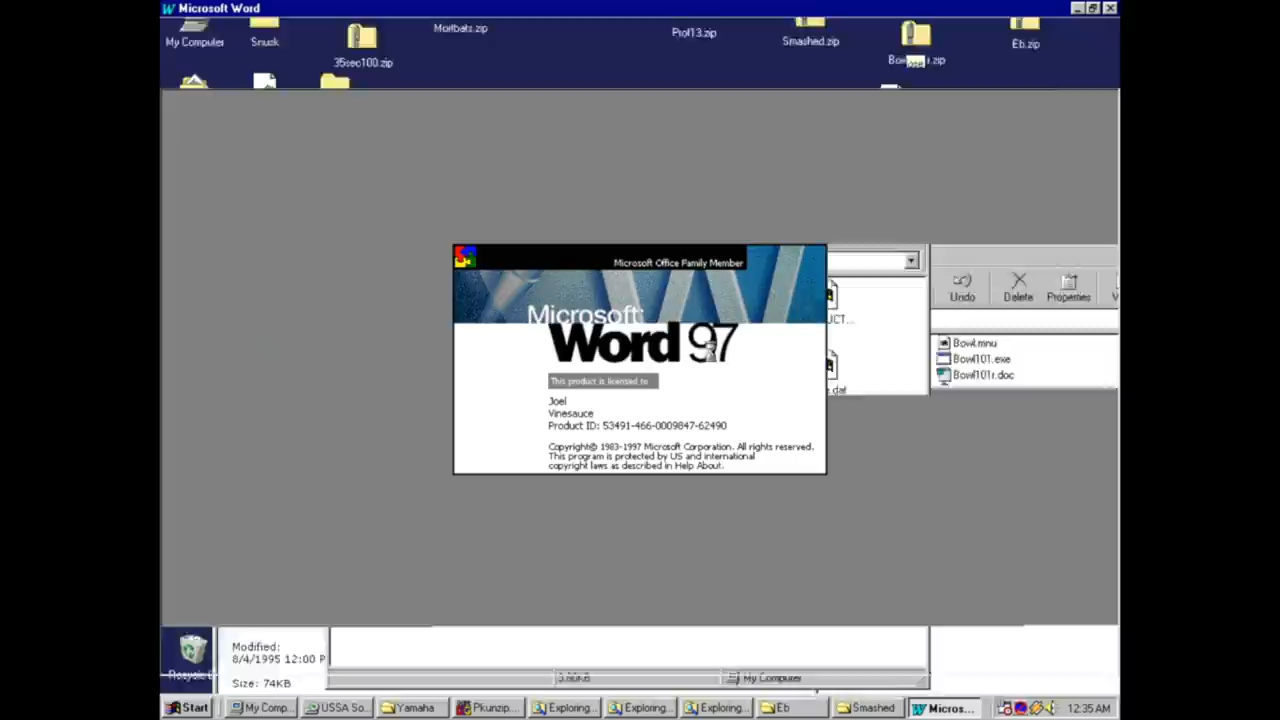 Microsoft Word
My Computer
Snusk
35sec100.zip
Mortbats.zip
Smashed.zip
Eb.zip
Microsoft Office Family Member
Microsoft
Word 97
This product is licensed to
Joel
Vinesauce
Product ID: 53491-466-0009847-62490
Copyright© 1983-1997 Microsoft Corporation. All rights reserved.
This program is protected by US and international
copyright laws as described in Help About.
Undo
Delete
Properties
Bowl.mnu
Bowl101.exe
Bowl101r.doc
Modified:
8/4/1995 12:00 P
Size: 74KB
My Computer
Start
My Comp...
USSA So...
Yamaha
Pkunzip....
Exploring...
Exploring...
Exploring...
Eb
Smashed
Micros...
12:35 AM